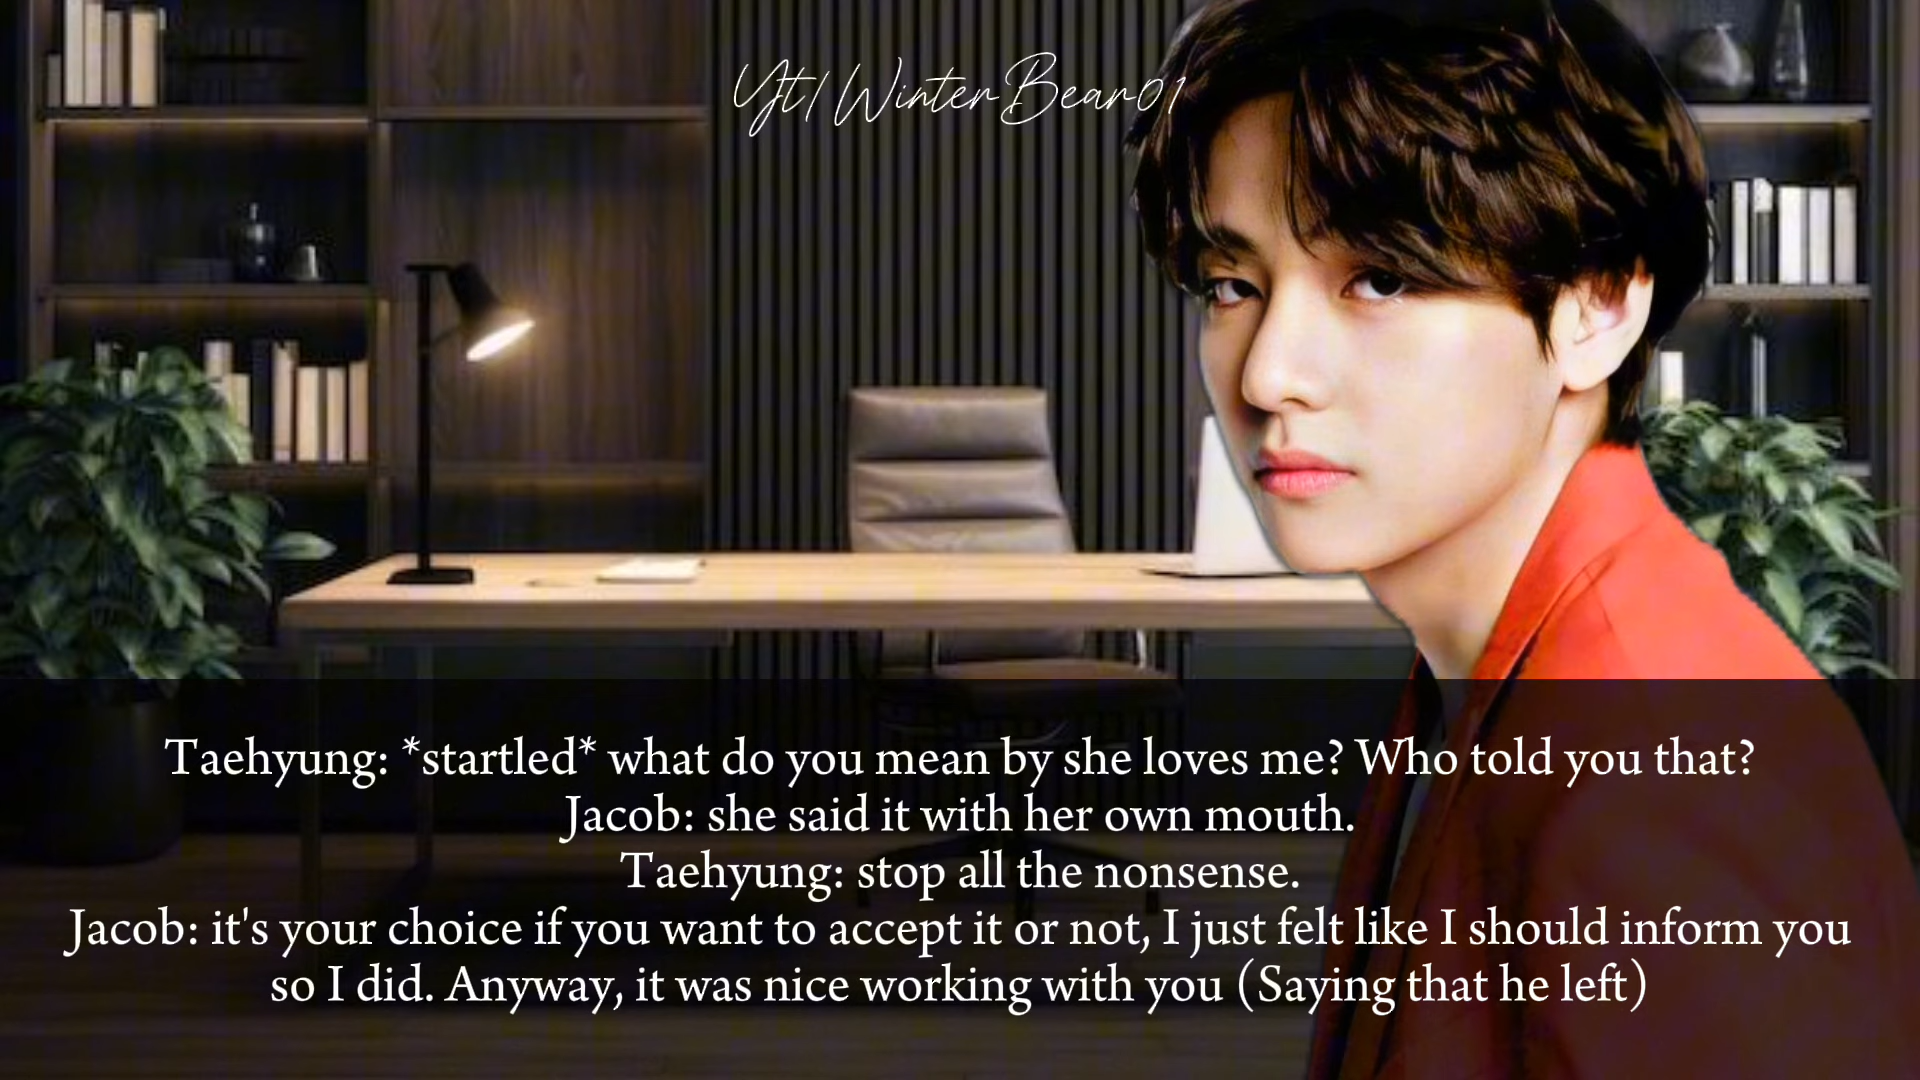 Yt/WinterBear01
Taehyung: *startled* what do you mean by she loves me? Who told you that?
Jacob: she said it with her own mouth.
Taehyung: stop all the nonsense.
Jacob: it's your choice if you want to accept it or not, I just felt like I should inform you
so I did. Anyway, it was nice working with you (Saying that he left)